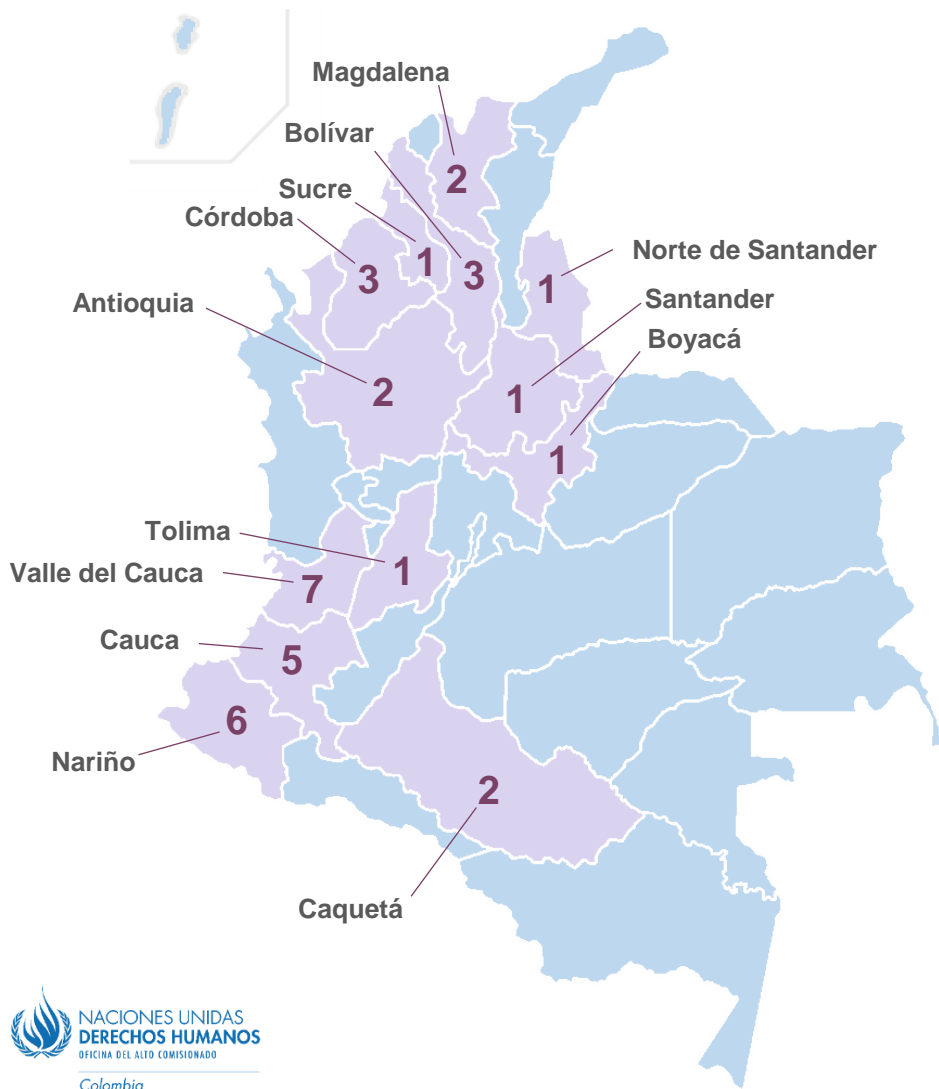 Magdalena
Bolívar
2
Sucre
Córdoba
1
3
3
Norte de Santander
1
Antioquia
Santander
Boyacá
2
1
1
Tolima
Valle del Cauca
1
7
Cauca
5
6
Nariño
2
Caquetá
NACIONES UNIDAS
DERECHOS HUMANOS
OFICINA DEL ALTO COMISIONADO
Colombia